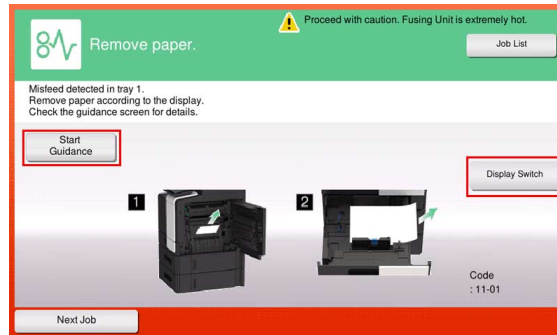 Proceed with caution. Fusing Unit is extremely hot.
Remove paper.
Job List
Misfeed detected in tray 1.
Remove paper according to the display.
Check the guidance screen for details.
Start
Guidance
Display Switch
1
2
Code
: 11-01
Next Job